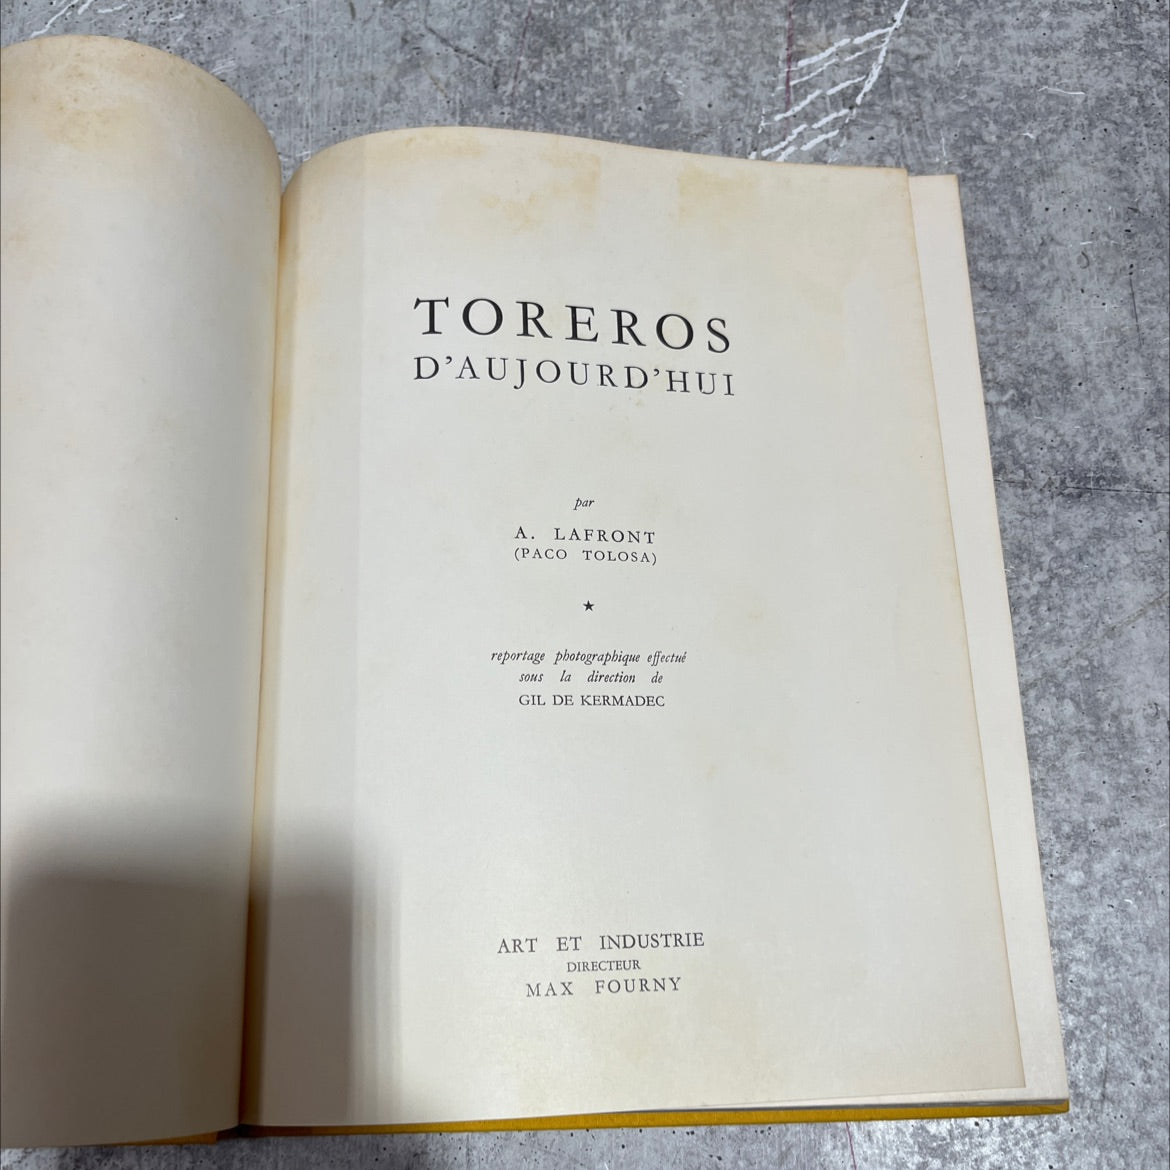 TOREROS
D'AUJOURD'HUI
par
A. LAFRONT
(PACO TOLOSA)
★
reportage photographique effectué
sous la direction de
GIL DE KERMADEC
ART ET INDUSTRIE
DIRECTEUR
MAX FOURNY